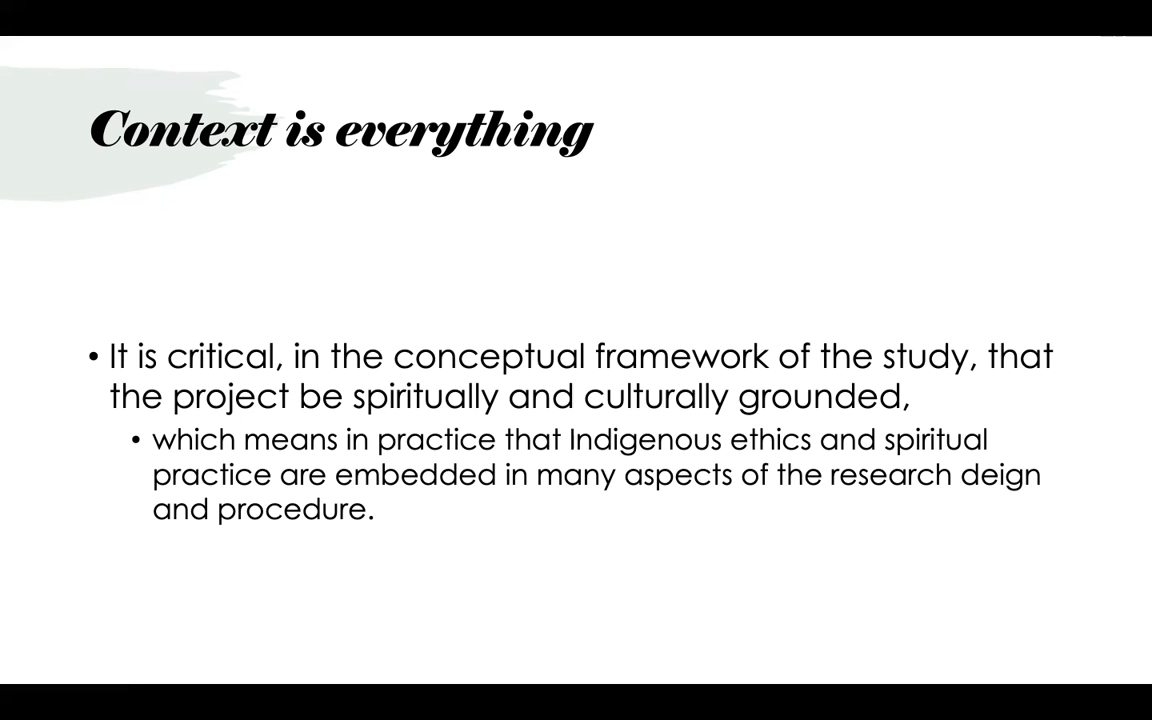 Context is everything
• It is critical, in the conceptual framework of the study, that
the project be spiritually and culturally grounded,
• which means in practice that Indigenous ethics and spiritual
practice are embedded in many aspects of the research deign
and procedure.